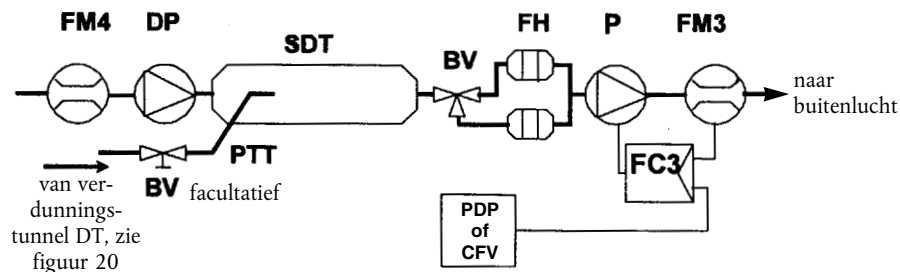 FM4 DP SDT BV FH P FM3
naar
buitenlucht
PTT
BV facultatief
FC3
van ver-
dunnings-
tunnel DT, zie
figuur 20
PDP
of
CFV